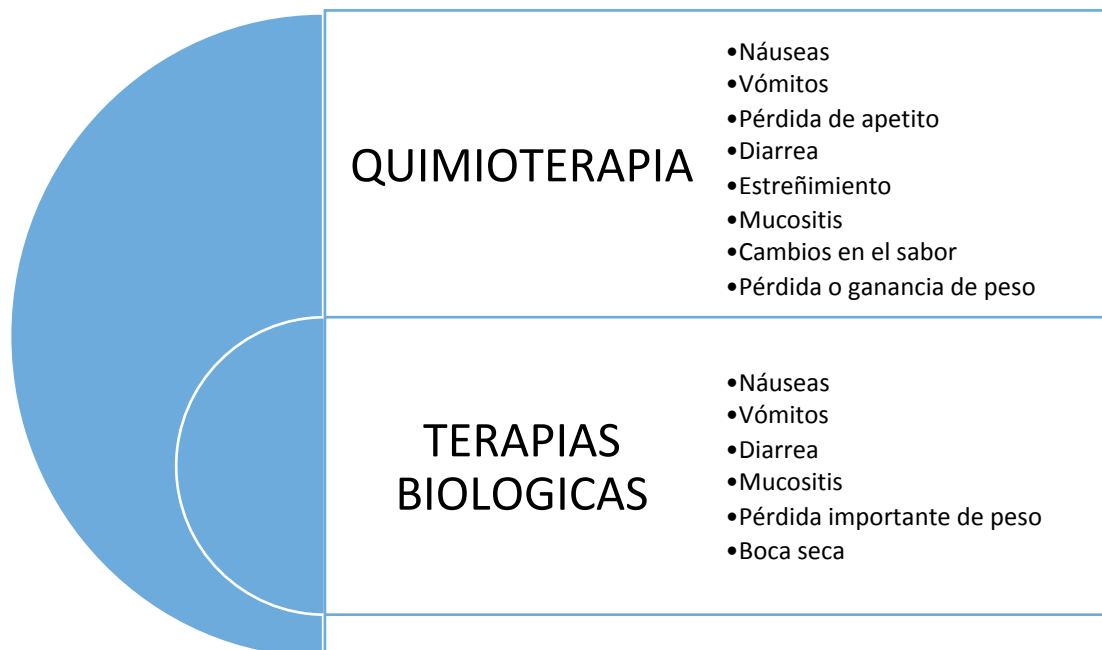 QUIMIOTERAPIA
•Náuseas
•Vómitos
•Pérdida de apetito
•Diarrea
•Estreñimiento
•Mucositis
•Cambios en el sabor
•Pérdida o ganancia de peso
TERAPIAS
BIOLOGICAS
•Náuseas
•Vómitos
•Diarrea
•Mucositis
•Pérdida importante de peso
•Boca seca